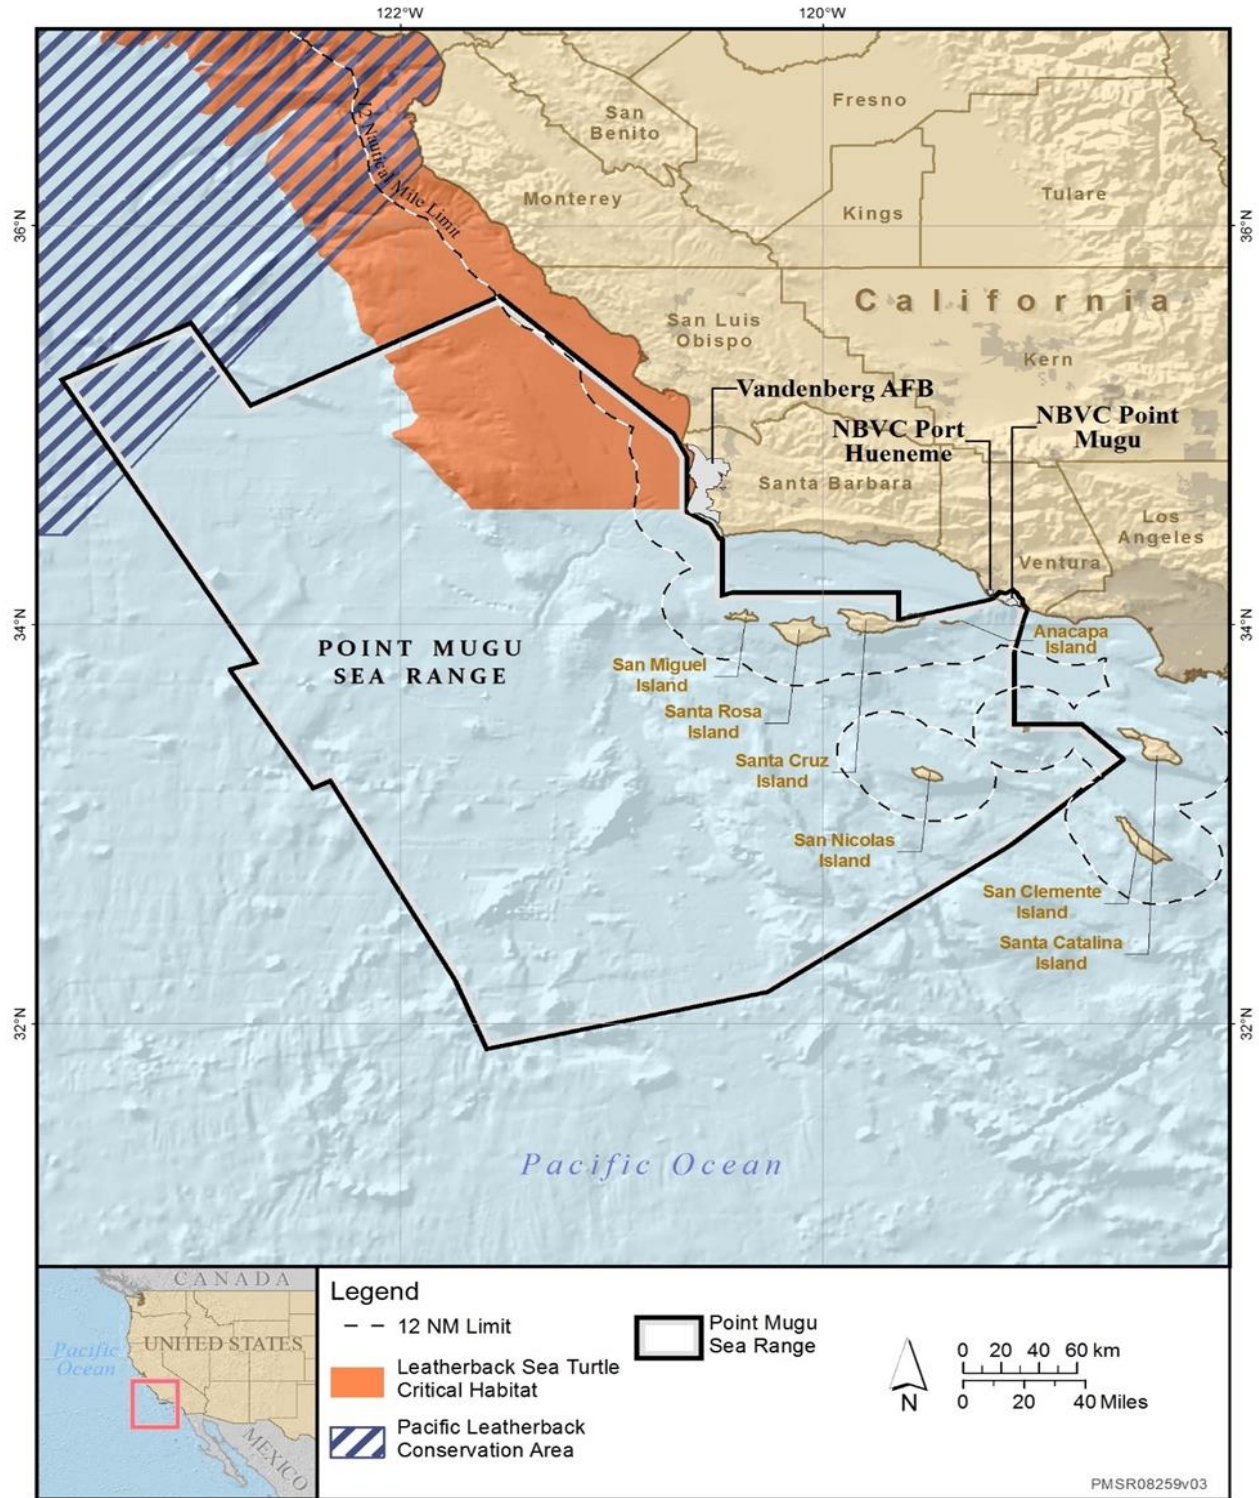 122°W
120°W
Fresno
San
Benito
12 Nautical Mile Limit
Monterey
Tulare
Kings
36°N
36°N
California
San Luis
Obispo
Kern
Vandenberg AFB
NBVC Port
Hueneme
NBVC Point
Mugu
Santa Barbara
Los
Angeles
Ventura
34°N
34°N
POINT MUGU
SEA RANGE
Anacapa
Island
San Miguel
Island
Santa Rosa
Island
Santa Cruz
Island
San Nicolas
Island
San Clemente
Island
Santa Catalina
Island
32°N
32°N
Pacific Ocean
CANADA
UNITED STATES
Pacific
Ocean
MEXICO
Legend
12 NM Limit
Leatherback Sea Turtle
Critical Habitat
Pacific Leatherback
Conservation Area
Point Mugu
Sea Range
N
0 20 40 60 km
0 20 40 Miles
PMSR08259v03